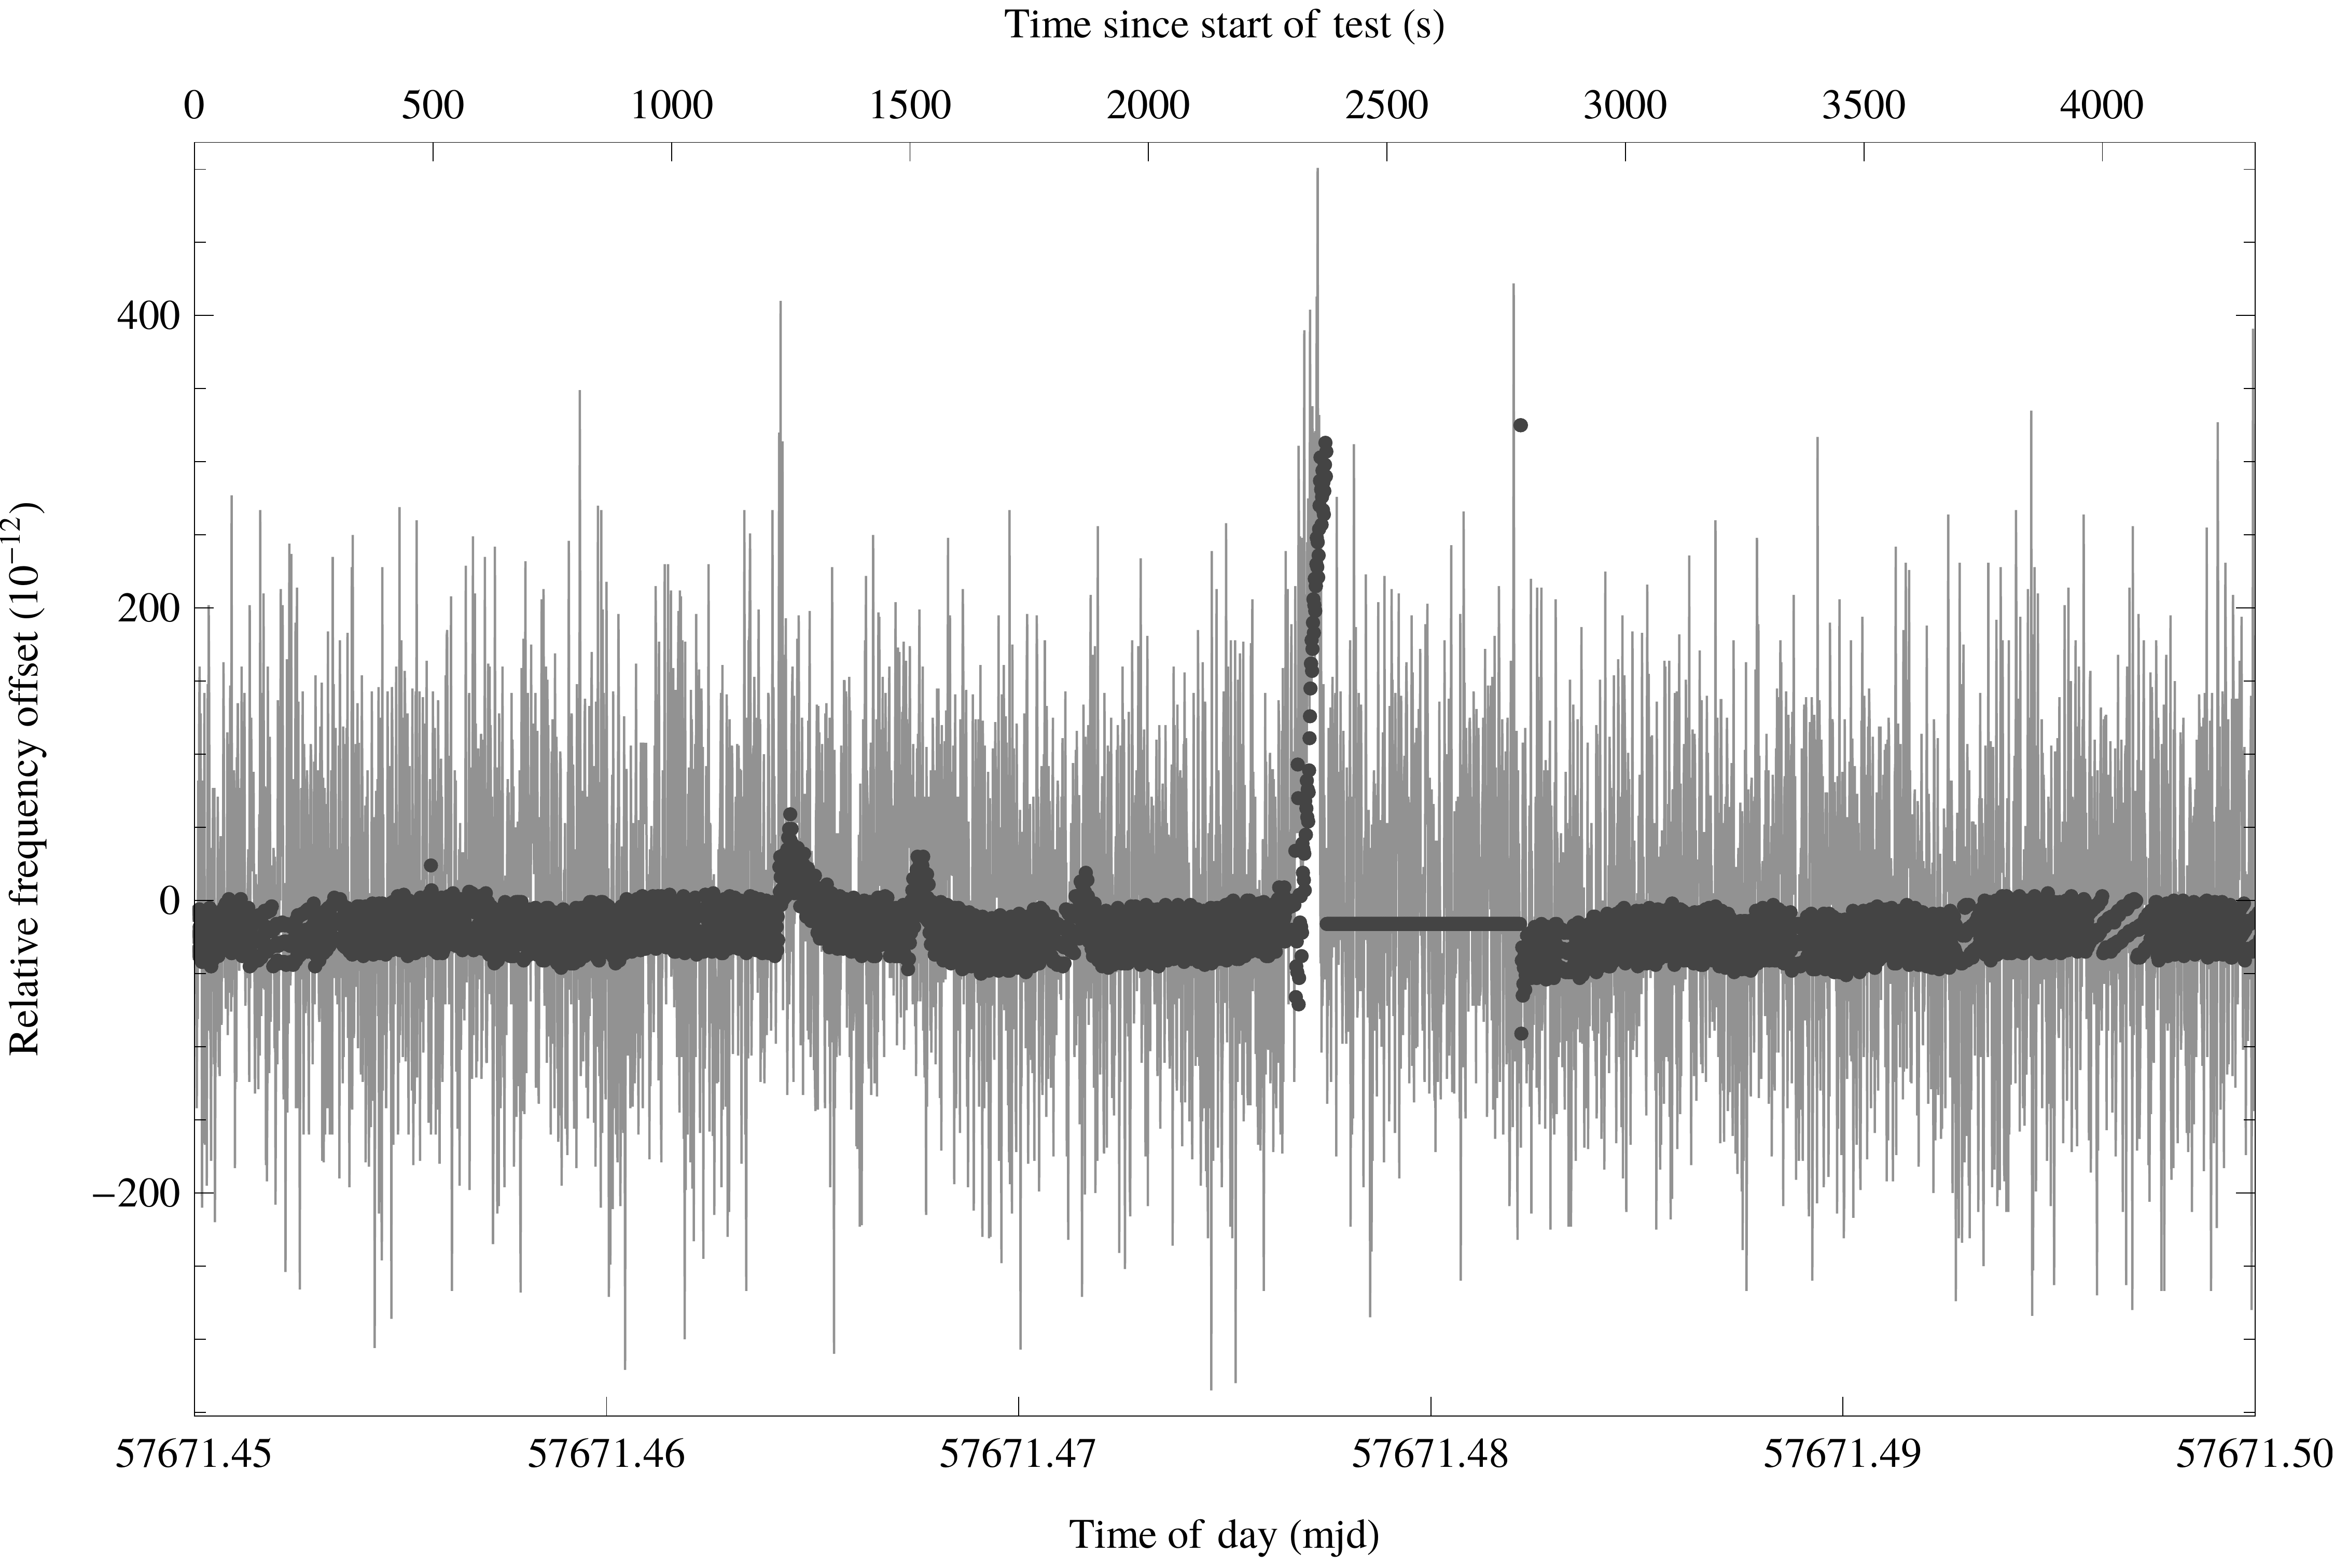 Time since start of test (s)
0 500 1000 1500 2000 2500 3000 3500 4000
Relative frequency offset (10⁻¹²)
400
200
0
−200
57671.45 57671.46 57671.47 57671.48 57671.49 57671.50
Time of day (mjd)